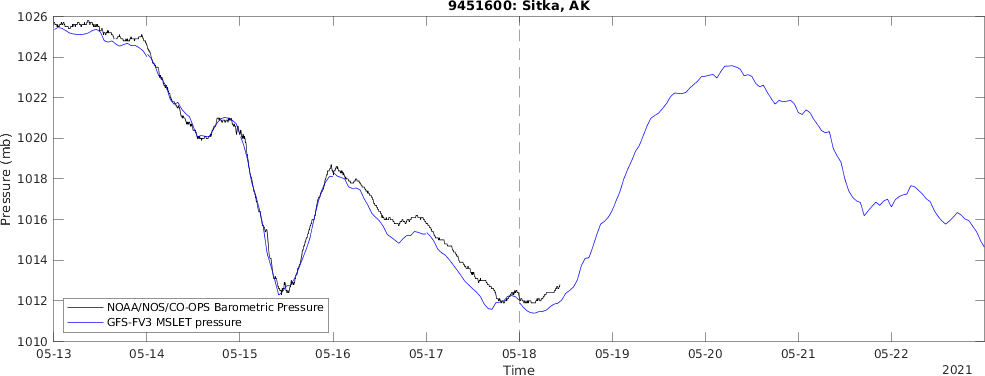 9451600: Sitka, AK
1026
1024
1022
1020
1018
1016
1014
1012
1010
Pressure (mb)
NOAA/NOS/CO-OPS Barometric Pressure
GFS-FV3 MSLET pressure
05-13 05-14 05-15 05-16 05-17 05-18 05-19 05-20 05-21 05-22
Time
2021